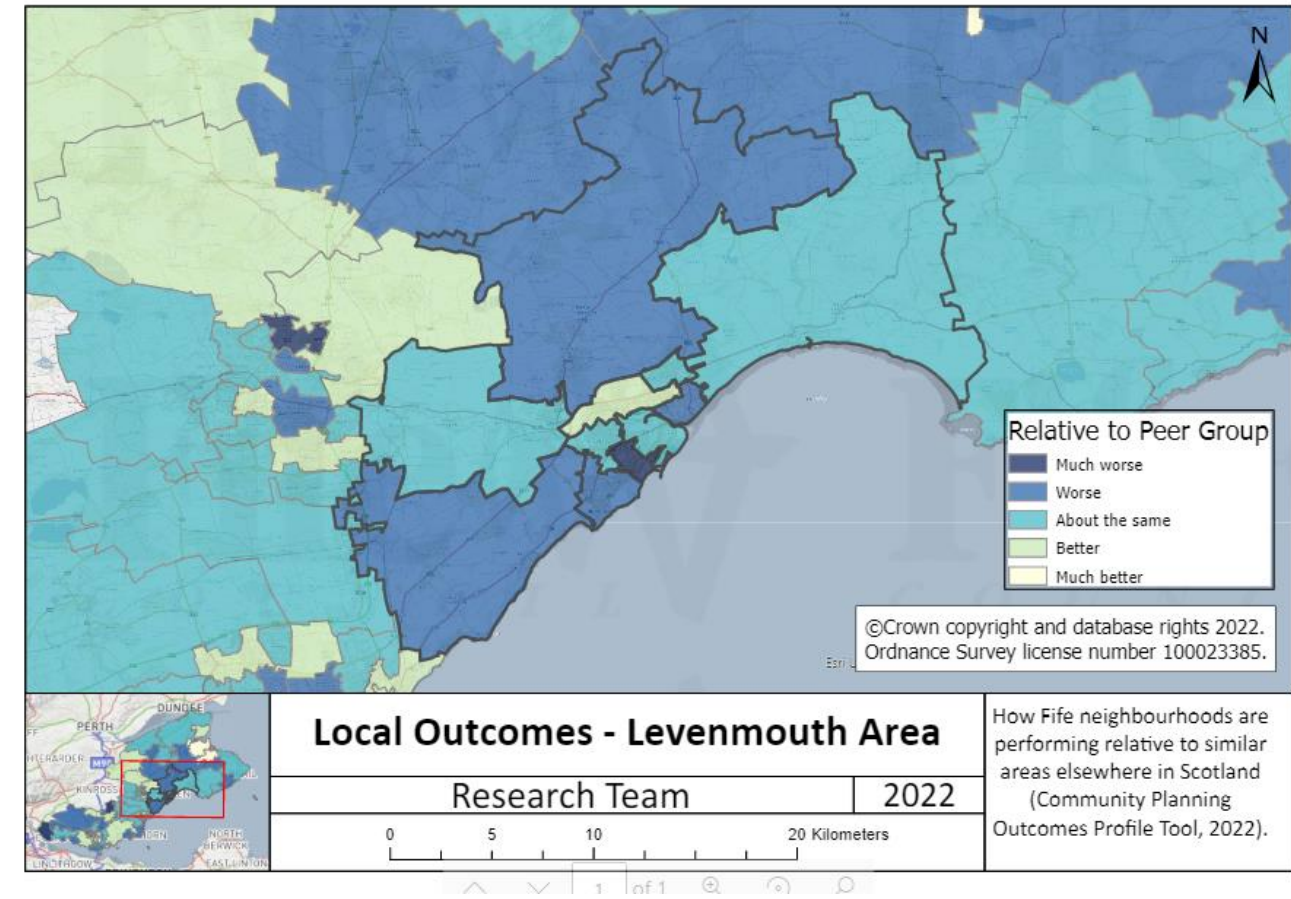 N
Relative to Peer Group
Much worse
Worse
About the same
Better
Much better
©Crown copyright and database rights 2022.
Ordnance Survey license number 100023385.
Esri
DUNDEE
PERTH
HTERARDER
M90
KINROSS
NORTH
BERWICK
LINLITHGOW
EAST LINTON
Local Outcomes - Levenmouth Area
Research Team
2022
0 5 10 20 Kilometers
How Fife neighbourhoods are
performing relative to similar
areas elsewhere in Scotland
(Community Planning
Outcomes Profile Tool, 2022).
1 of 1